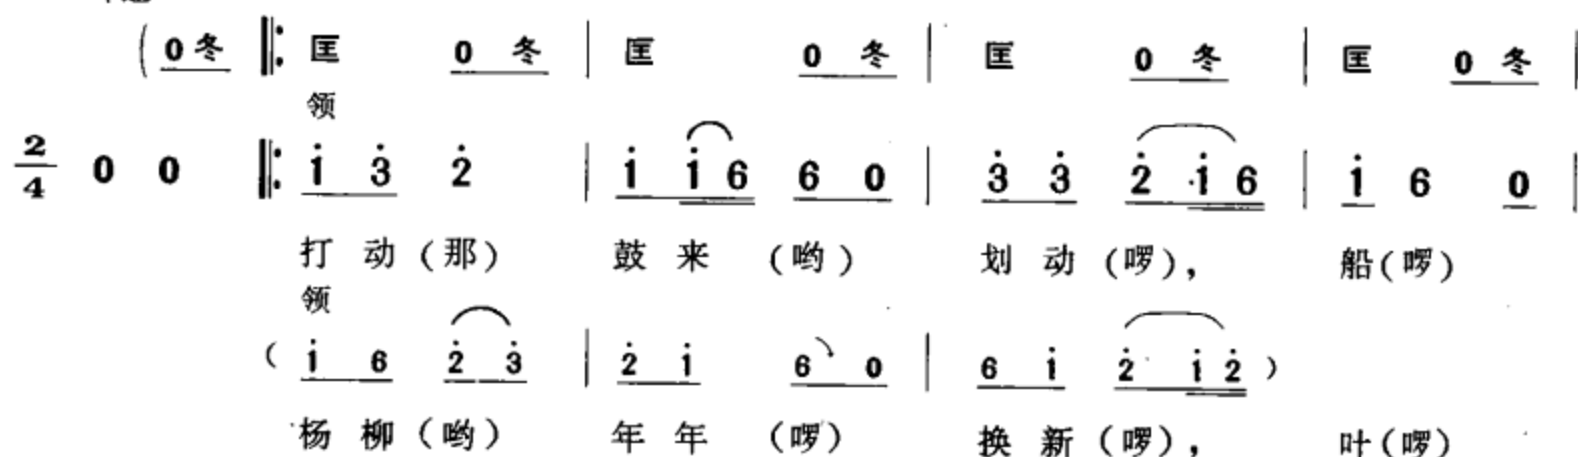 (0冬 ‖: 匡 0 冬 | 匡 0 冬 | 匡 0 冬 | 匡 0 冬 |
领
2/4 0 0 ‖: i̇ 3̇ 2̇ | i̇ i̇ 6 6 0 | 3̇ 3̇ 2̇ ·i̇ 6 | i̇ 6 0 |
打 动(那) 鼓 来 (哟) 划 动(啰), 船(啰)
领
( i̇ 6 2̇ 3̇ | 2̇ i̇ 6 0 | 6 i̇ 2̇ i̇ 2̇ )
杨 柳(哟) 年 年 (啰) 换 新(啰), 叶(啰)